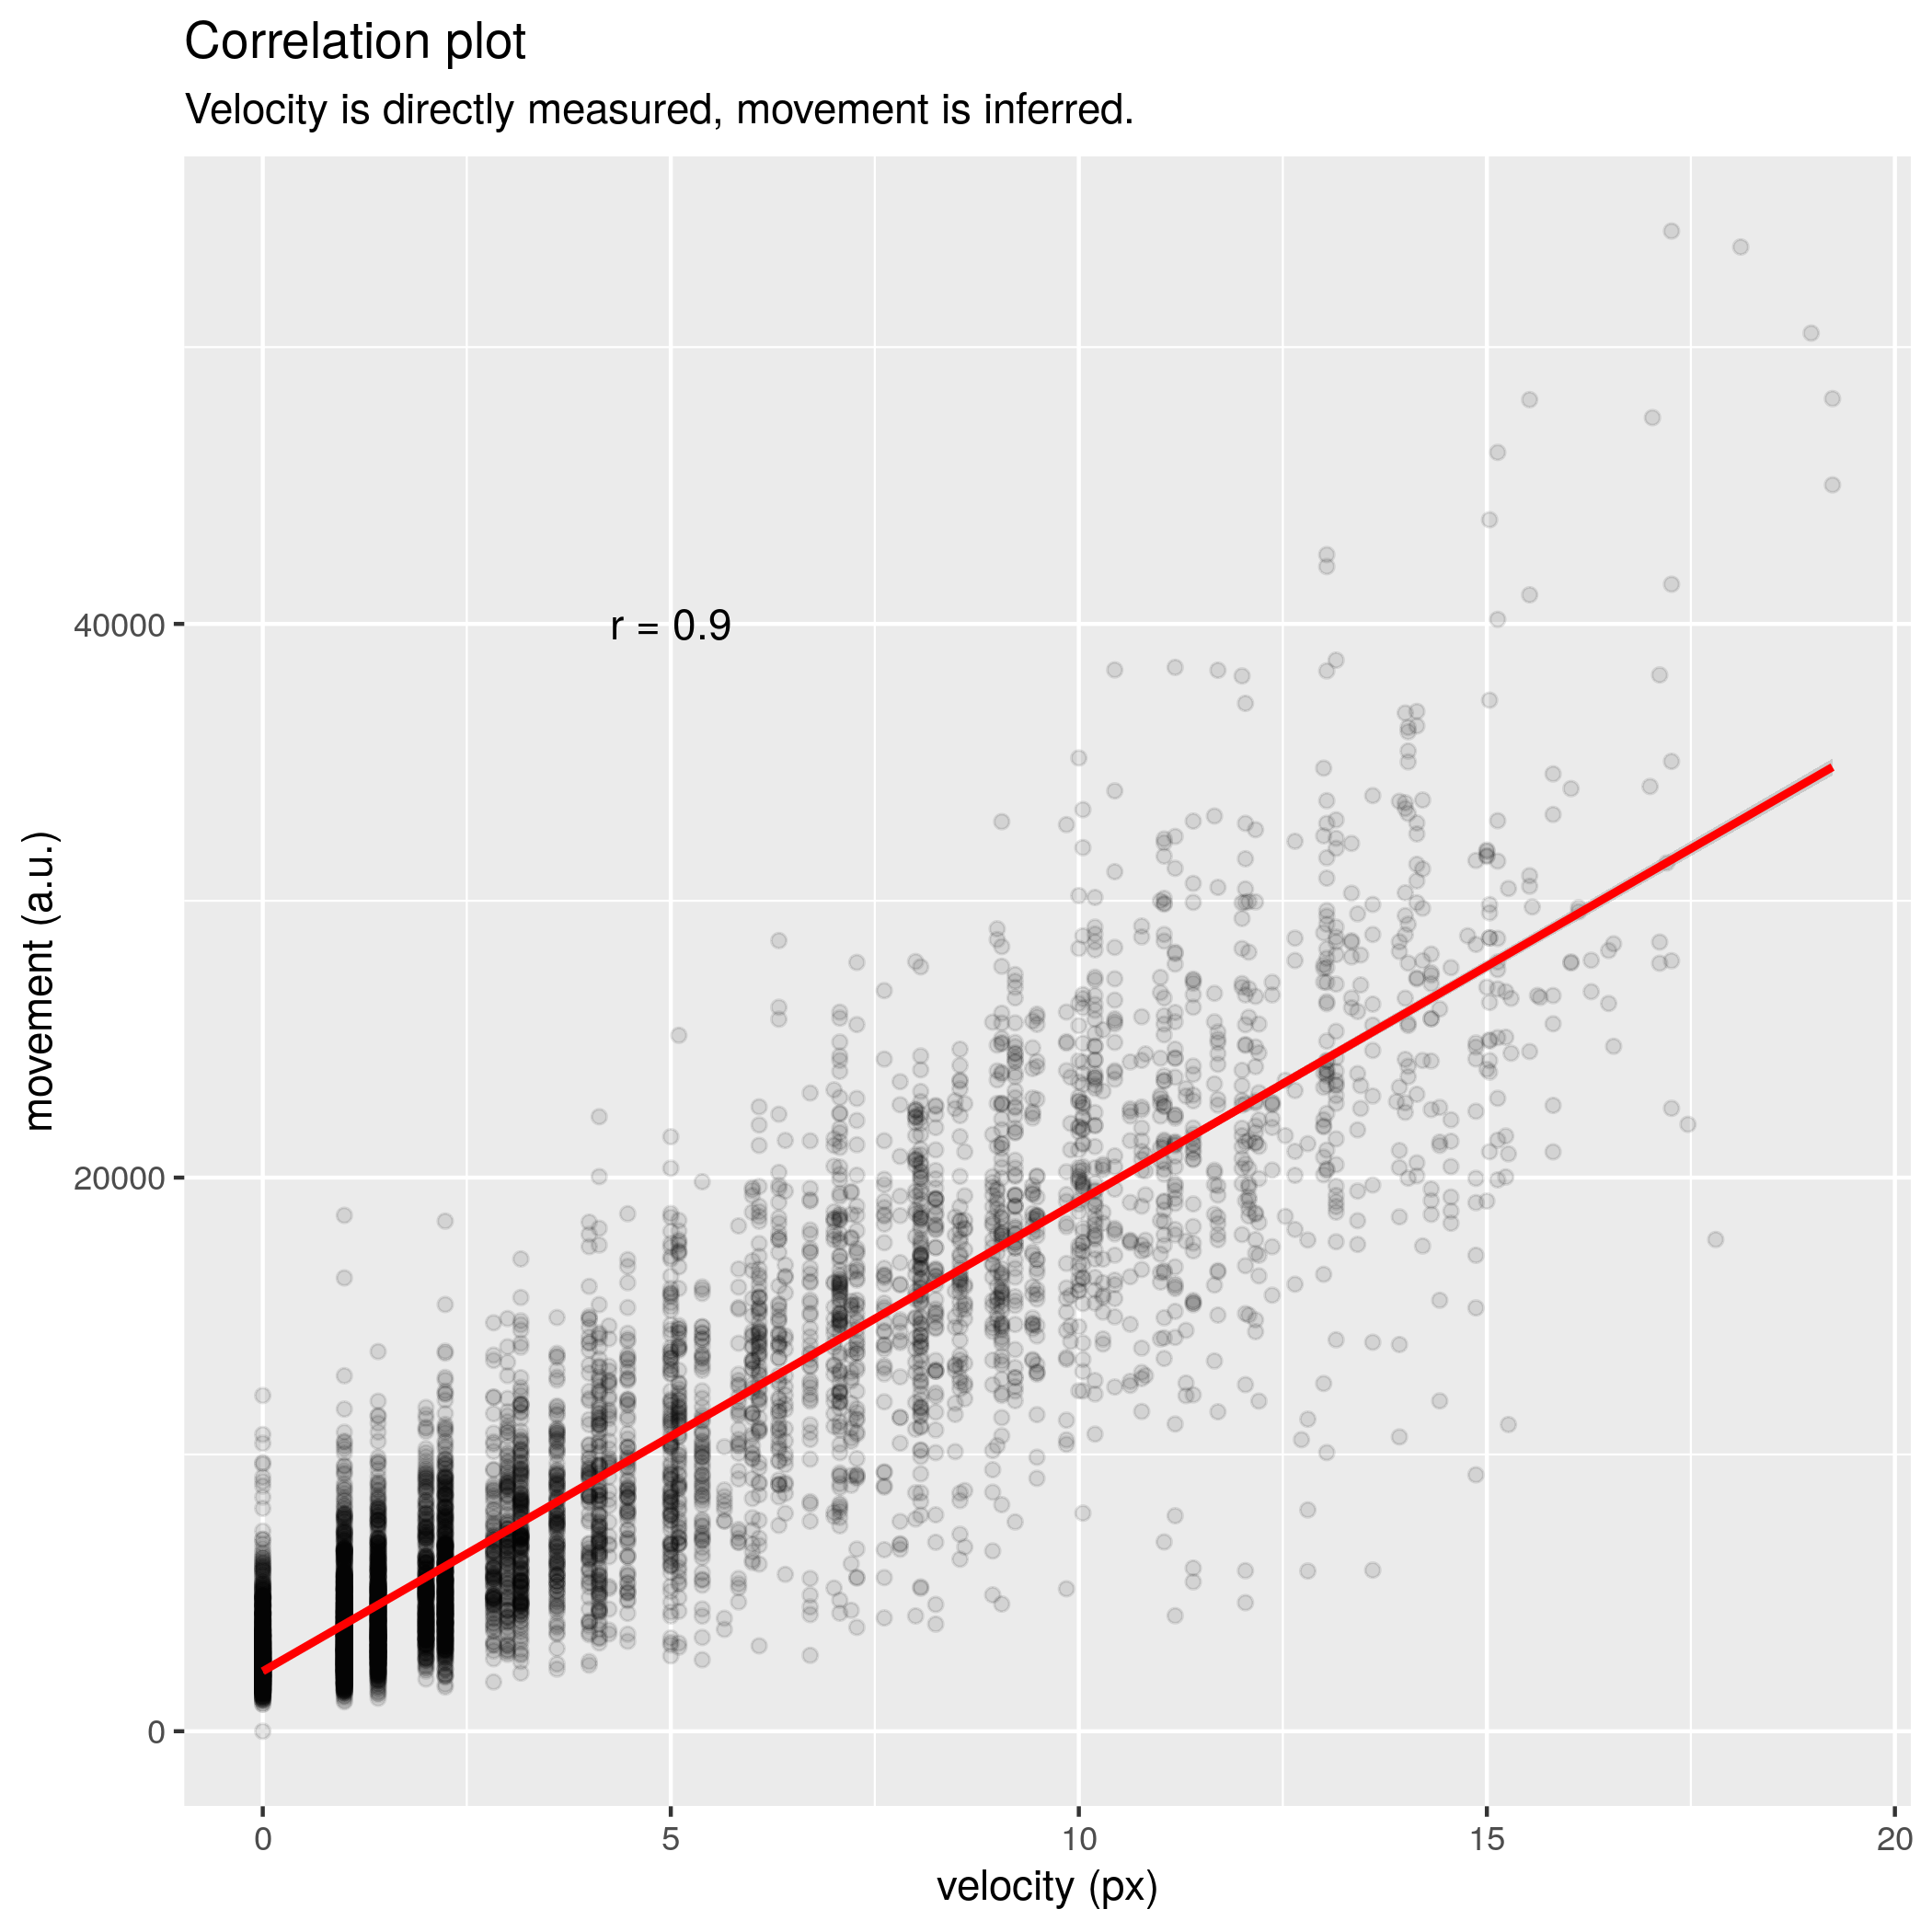 Correlation plot
Velocity is directly measured, movement is inferred.
movement (a.u.)
40000
20000
0
r = 0.9
0 5 10 15 20
velocity (px)